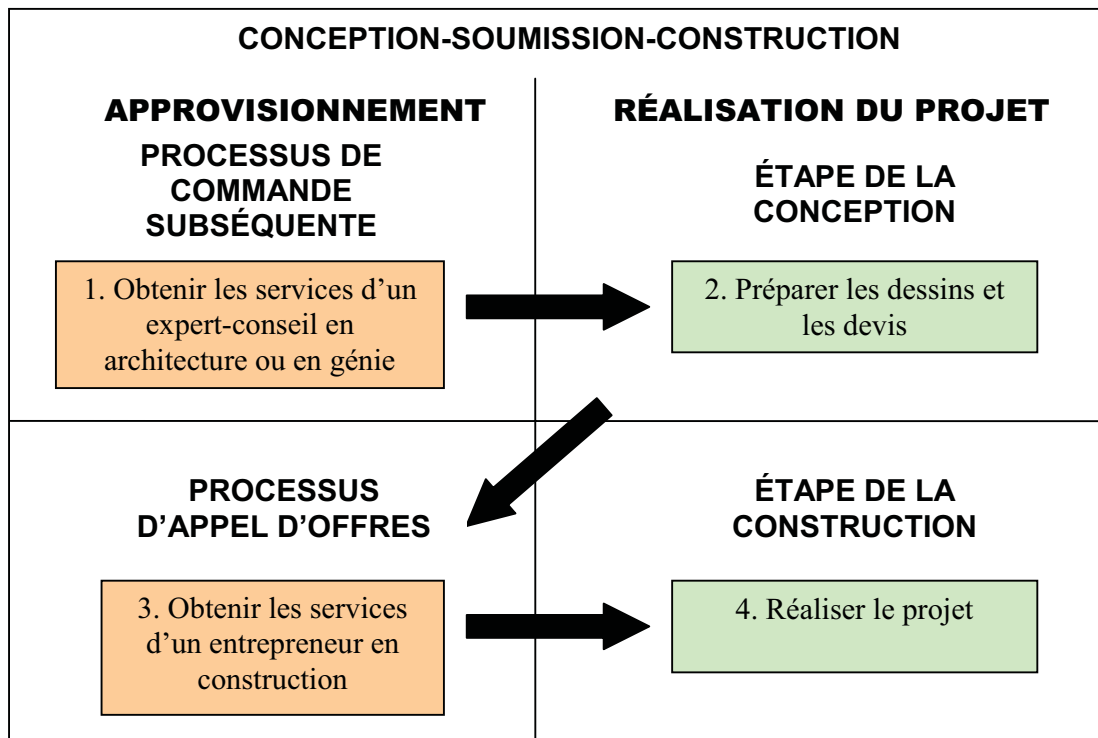 CONCEPTION-SOUMISSION-CONSTRUCTION
APPROVISIONNEMENT
PROCESSUS DE
COMMANDE
SUBSÉQUENTE
1. Obtenir les services d’un
expert-conseil en
architecture ou en génie
RÉALISATION DU PROJET
ÉTAPE DE LA
CONCEPTION
2. Préparer les dessins et
les devis
PROCESSUS
D’APPEL D’OFFRES
3. Obtenir les services
d’un entrepreneur en
construction
ÉTAPE DE LA
CONSTRUCTION
4. Réaliser le projet